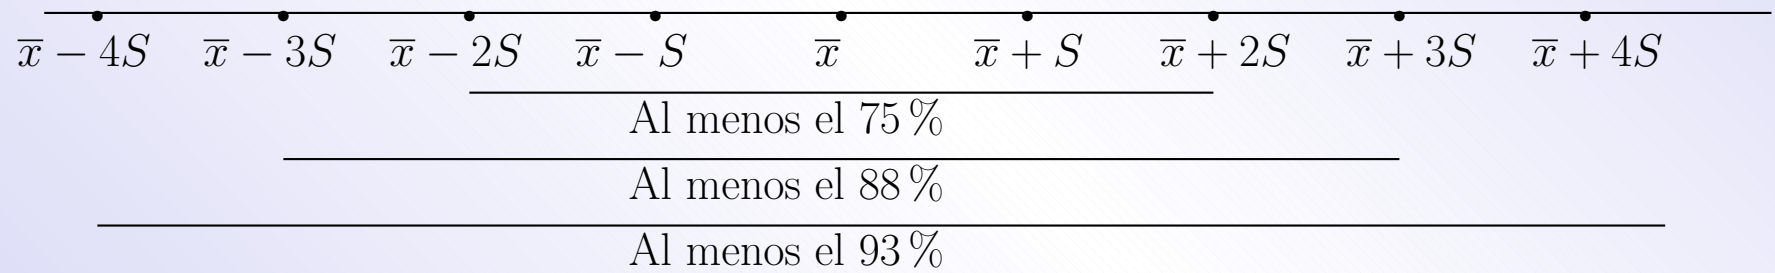 x̅ − 4S x̅ − 3S x̅ − 2S x̅ − S x̅ x̅ + S x̅ + 2S x̅ + 3S x̅ + 4S
Al menos el 75 %
Al menos el 88 %
Al menos el 93 %